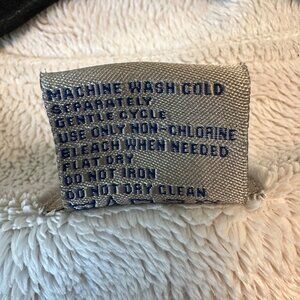 MACHINE WASH COLD
SEPARATELY
GENTLE CYCLE
USE ONLY NON-CHLORINE
BLEACH WHEN NEEDED
FLAT DRY
DO NOT IRON
DO NOT DRY CLEAN